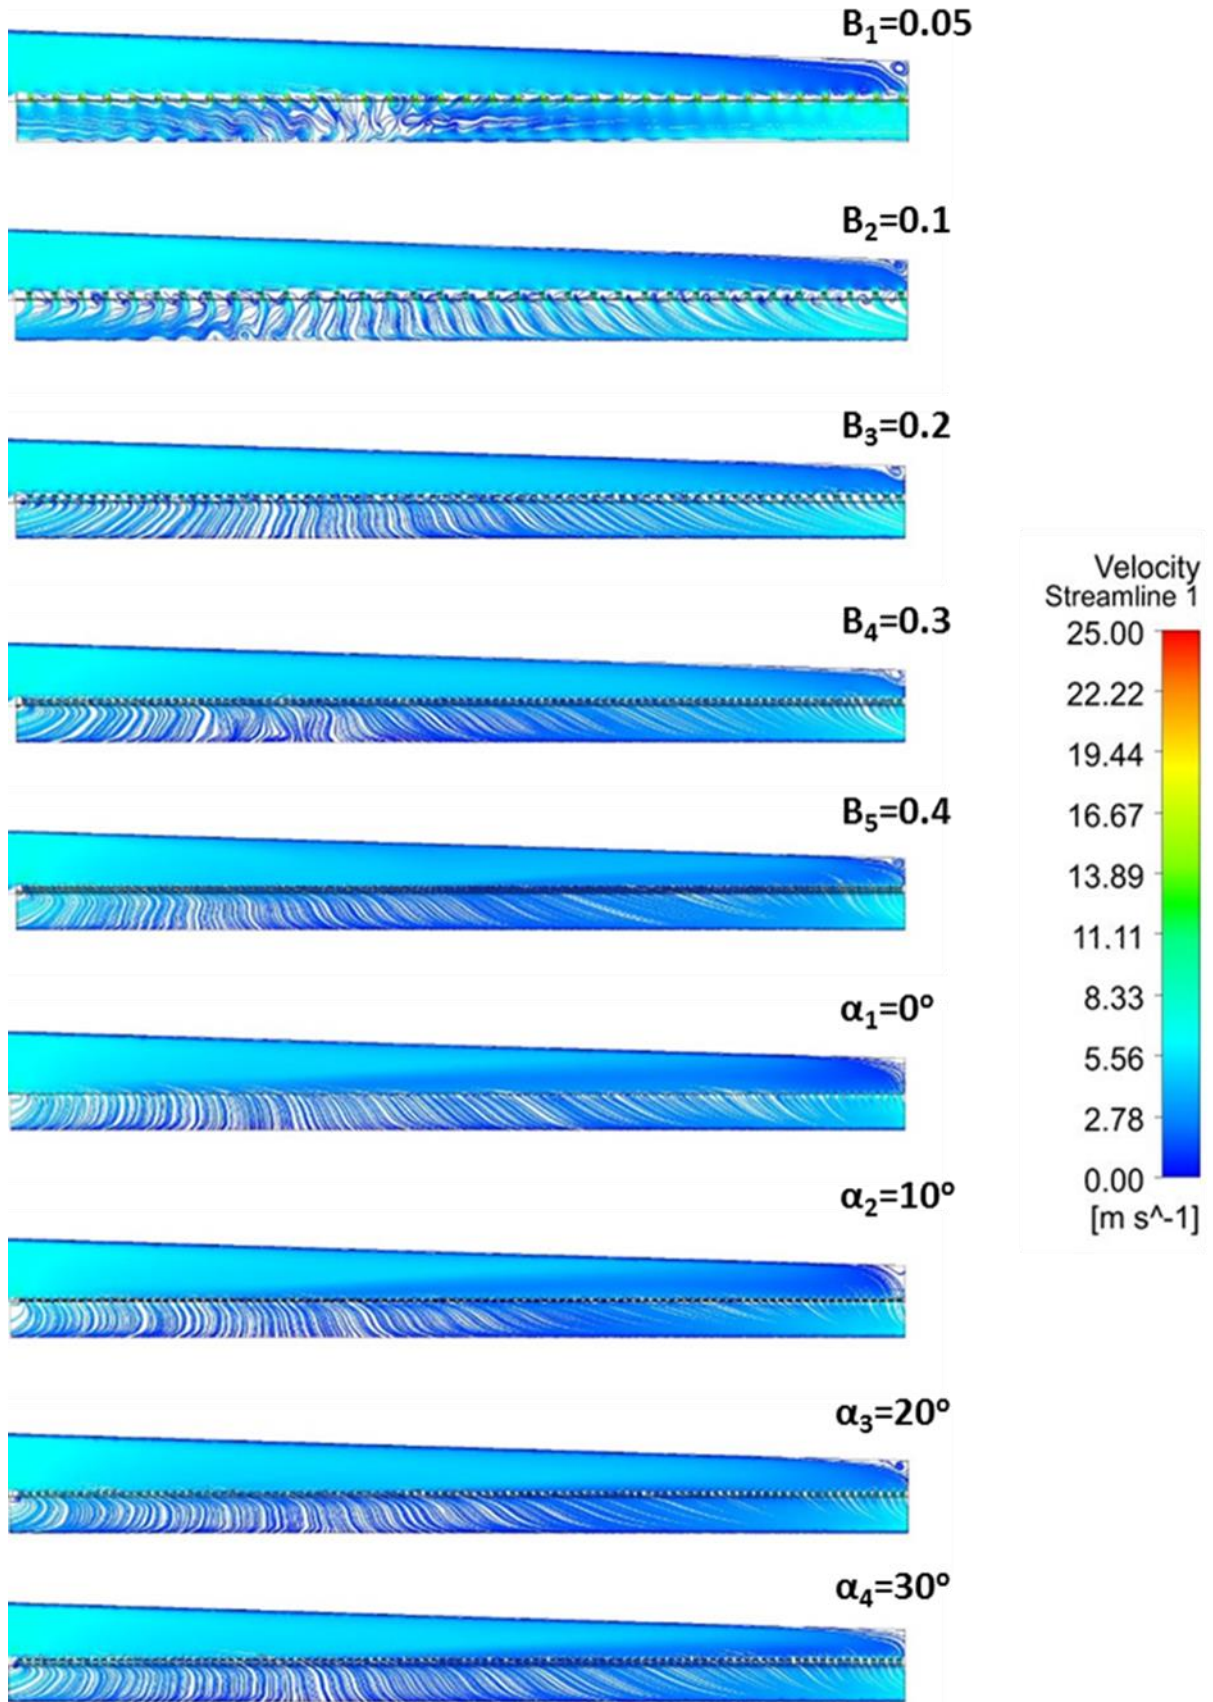 B₁=0.05
B₂=0.1
B₃=0.2
B₄=0.3
B₅=0.4
α₁=0°
α₂=10°
α₃=20°
α₄=30°
Velocity
Streamline 1
25.00
22.22
19.44
16.67
13.89
11.11
8.33
5.56
2.78
0.00
[m s^-1]